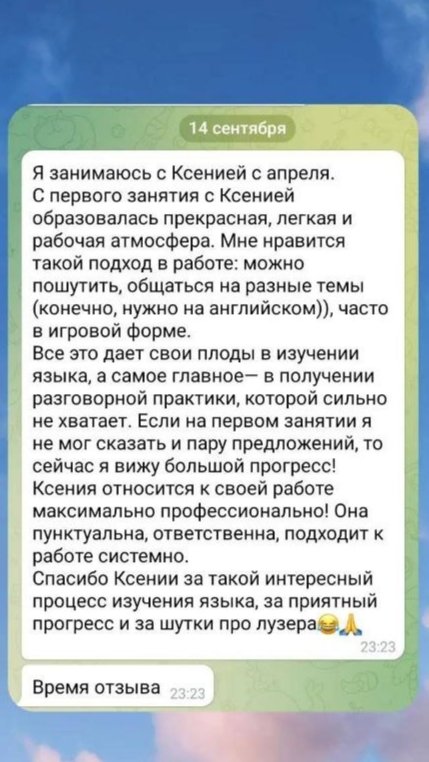 14 сентября
Я занимаюсь с Ксенией с апреля.
С первого занятия с Ксенией
образовалась прекрасная, легкая и
рабочая атмосфера. Мне нравится
такой подход в работе: можно
пошутить, общаться на разные темы
(конечно, нужно на английском)), часто
в игровой форме.
Все это дает свои плоды в изучении
языка, а самое главное— в получении
разговорной практики, которой сильно
не хватает. Если на первом занятии я
не мог сказать и пару предложений, то
сейчас я вижу большой прогресс!
Ксения относится к своей работе
максимально профессионально! Она
пунктуальна, ответственна, подходит к
работе системно.
Спасибо Ксении за такой интересный
процесс изучения языка, за приятный
прогресс и за шутки про лузера😂🙏
23:23
Время отзыва 23:23